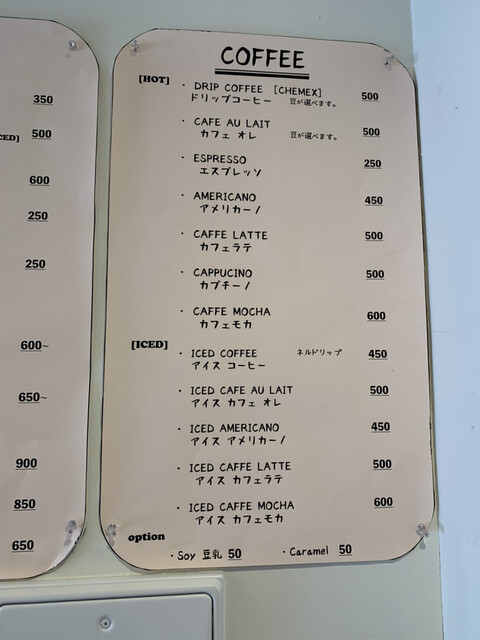 350
CED] 500
600
250
250
600~
650~
900
850
650
COFFEE
[HOT]
・ DRIP COFFEE [CHEMEX] 500
ドリップコーヒー 豆が選べます。
・ CAFE AU LAIT 500
カフェ オレ 豆が選べます。
・ ESPRESSO 250
エスプレッソ
・ AMERICANO 450
アメリカーノ
・ CAFFE LATTE 500
カフェラテ
・ CAPPUCINO 500
カプチーノ
・ CAFFE MOCHA 600
カフェモカ
[ICED]
・ ICED COFFEE ネルドリップ 450
アイス コーヒー
・ ICED CAFE AU LAIT 500
アイス カフェ オレ
・ ICED AMERICANO 450
アイス アメリカーノ
・ ICED CAFFE LATTE 500
アイス カフェラテ
・ ICED CAFFE MOCHA 600
アイス カフェモカ
option
・Soy 豆乳 50 ・Caramel 50